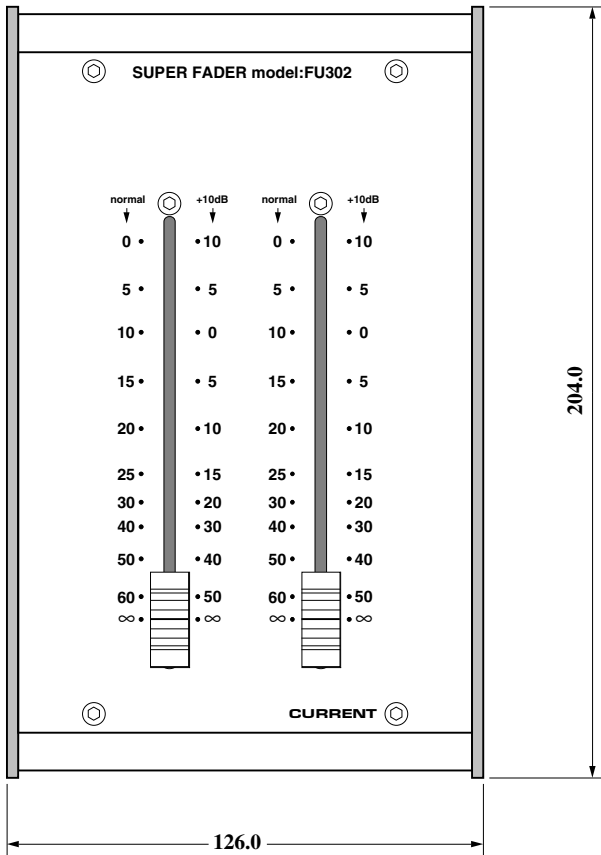 SUPER FADER model:FU302
normal +10dB normal +10dB
0 10 0 10
5 5 5 5
10 0 10 0
15 5 15 5
20 10 20 10
25 15 25 15
30 20 30 20
40 30 40 30
50 40 50 40
60 50 60 50
∞ ∞ ∞ ∞
CURRENT
204.0
126.0